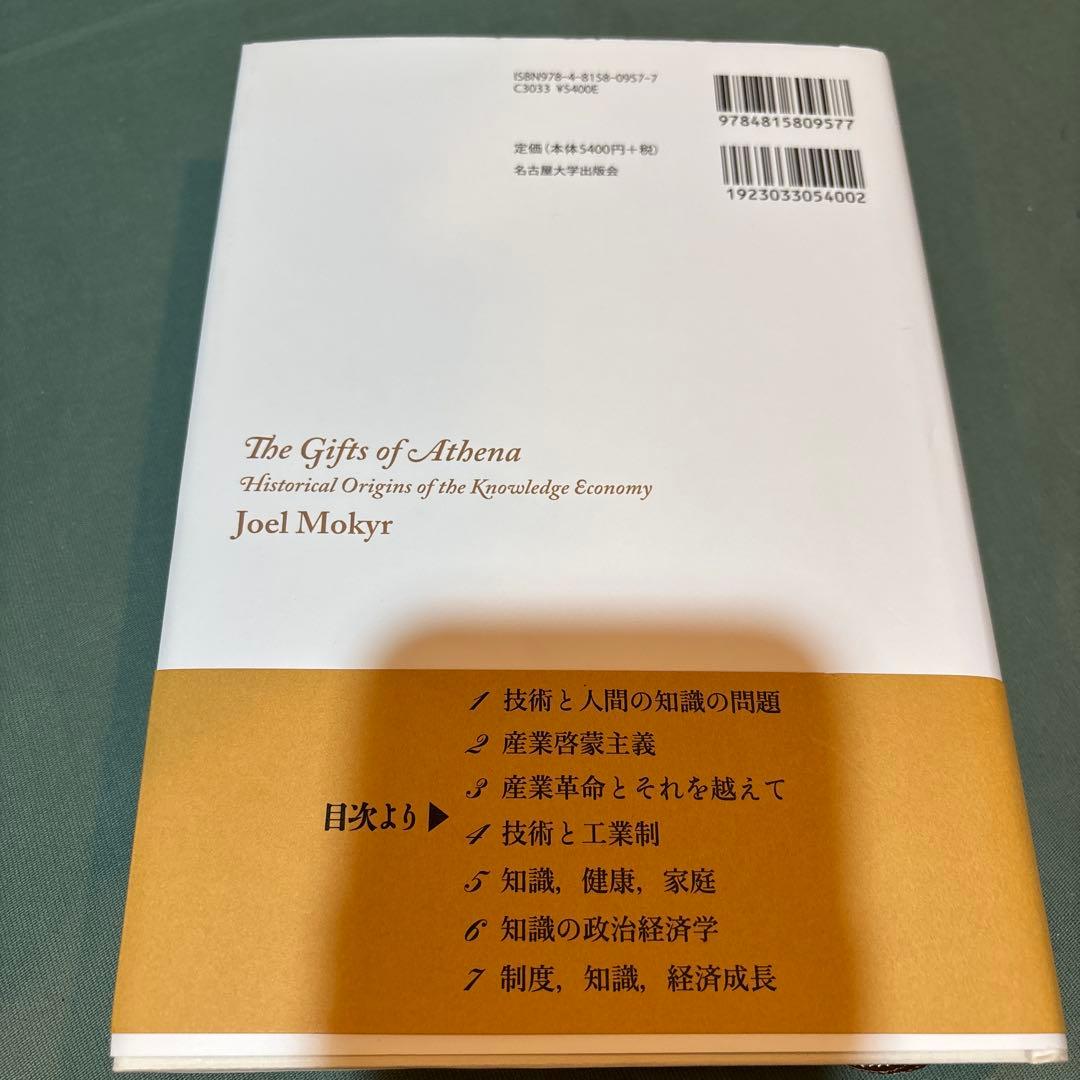 ISBN978-4-8158-0957-7
C3033 ¥5400E
9784815809577
定価(本体5400円+税)
名古屋大学出版会
1923033054002
The Gifts of Athena
Historical Origins of the Knowledge Economy
Joel Mokyr
目次より▶
1 技術と人間の知識の問題
2 産業啓蒙主義
3 産業革命とそれを越えて
4 技術と工業制
5 知識，健康，家庭
6 知識の政治経済学
7 制度，知識，経済成長